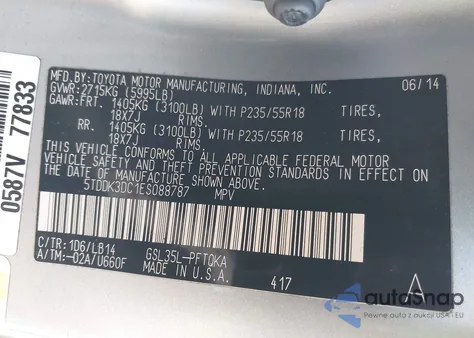 0587V 77833
MFD.BY:TOYOTA MOTOR MANUFACTURING, INDIANA, INC. 06/14
GVWR:2715KG (5995LB)
GAWR:FRT. 1405KG (3100LB) WITH P235/55R18 TIRES,
18X7J RIMS.
RR. 1405KG (3100LB) WITH P235/55R18 TIRES,
18X7J RIMS.
THIS VEHICLE CONFORMS TO ALL APPLICABLE FEDERAL MOTOR
VEHICLE SAFETY, BUMPER, AND THEFT PREVENTION
STANDARDS IN EFFECT ON THE DATE OF MANUFACTURE SHOWN ABOVE.
5TDDK3DC1ES088787 MPV
C/TR:1D6/LB14 GSL35L-PFTQKA
A/TM:-02A/U660F MADE IN U.S.A. 417
autosnap
Pewne auta z aukcji USA i EU